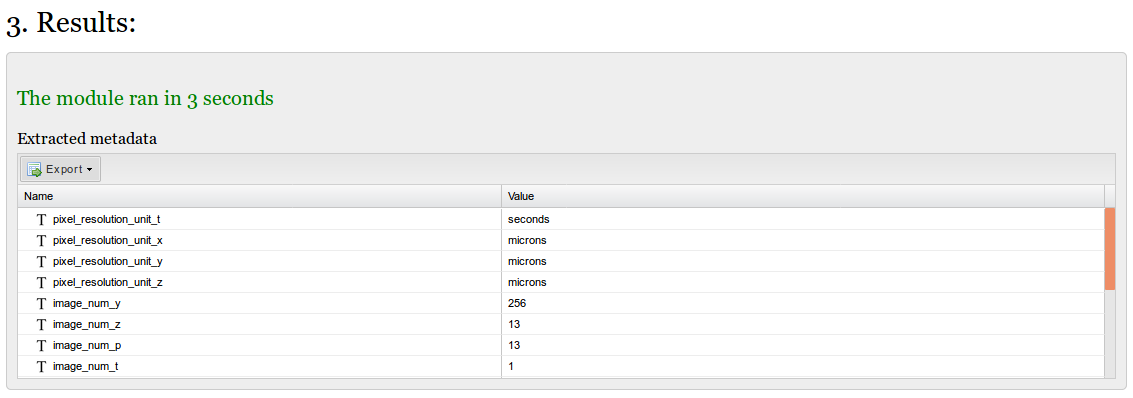 3. Results:
The module ran in 3 seconds
Extracted metadata
Export
Name Value
T pixel_resolution_unit_t seconds
T pixel_resolution_unit_x microns
T pixel_resolution_unit_y microns
T pixel_resolution_unit_z microns
T image_num_y 256
T image_num_z 13
T image_num_p 13
T image_num_t 1